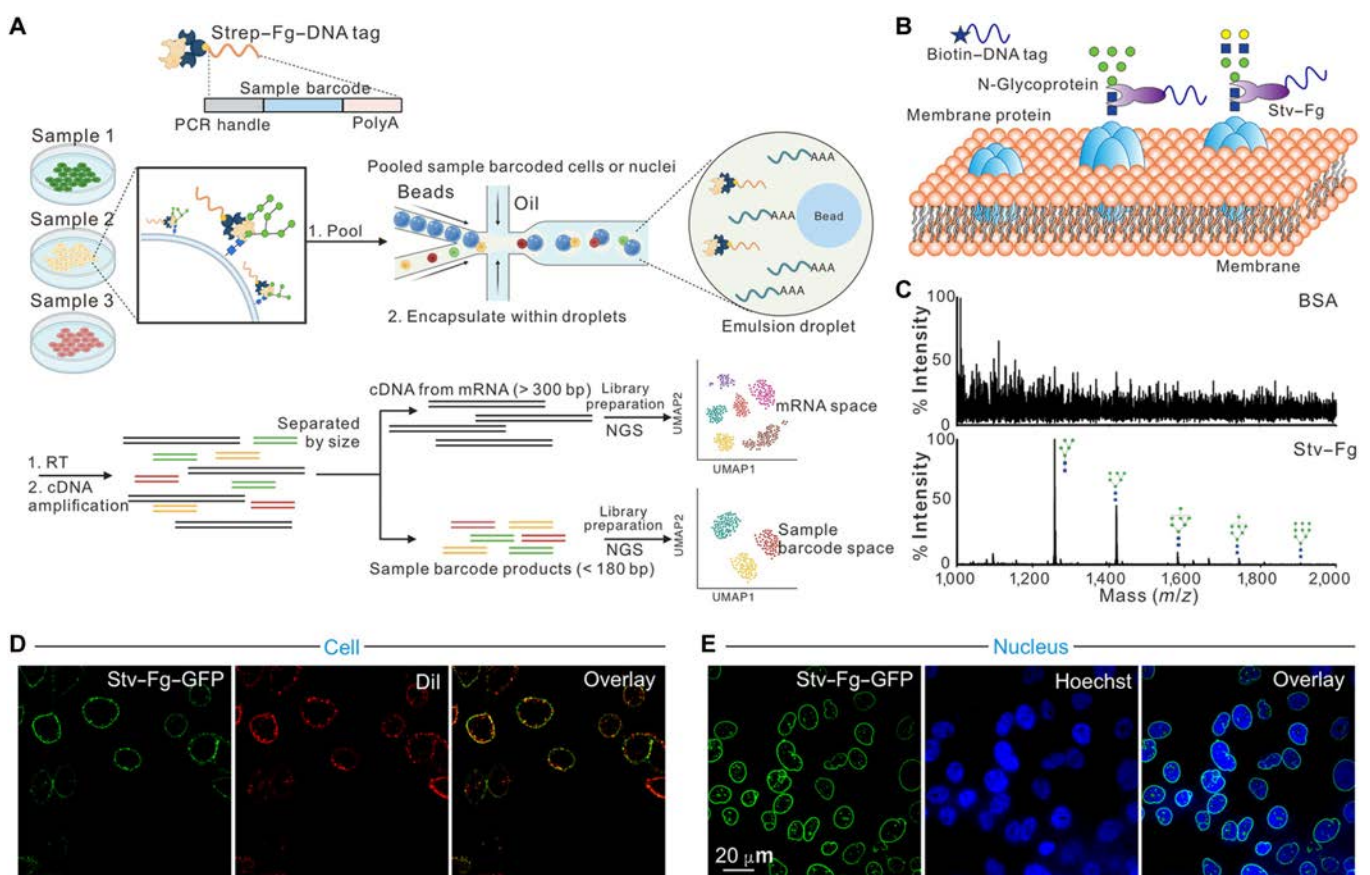 A
Strep–Fg–DNA tag
Sample barcode
PCR handle
PolyA
Sample 1
Sample 2
Sample 3
1. Pool
Pooled sample barcoded cells or nuclei
Beads
Oil
2. Encapsulate within droplets
AAA
AAA
Bead
AAA
AAA
Emulsion droplet
1. RT
2. cDNA
amplification
Separated
by size
cDNA from mRNA (> 300 bp)
Library
preparation
NGS
UMAP2
mRNA space
UMAP1
Sample barcode products (< 180 bp)
Library
preparation
NGS
UMAP2
Sample
barcode space
UMAP1
B
Biotin–DNA tag
N-Glycoprotein
Membrane protein
Stv–Fg
Membrane
C
% Intensity
100
50
0
BSA
% Intensity
100
50
0
Stv–Fg
1,000 1,200 1,400 1,600 1,800 2,000
Mass (m/z)
D
Cell
Stv–Fg–GFP
Dil
Overlay
E
Nucleus
Stv–Fg–GFP
Hoechst
Overlay
20 μm